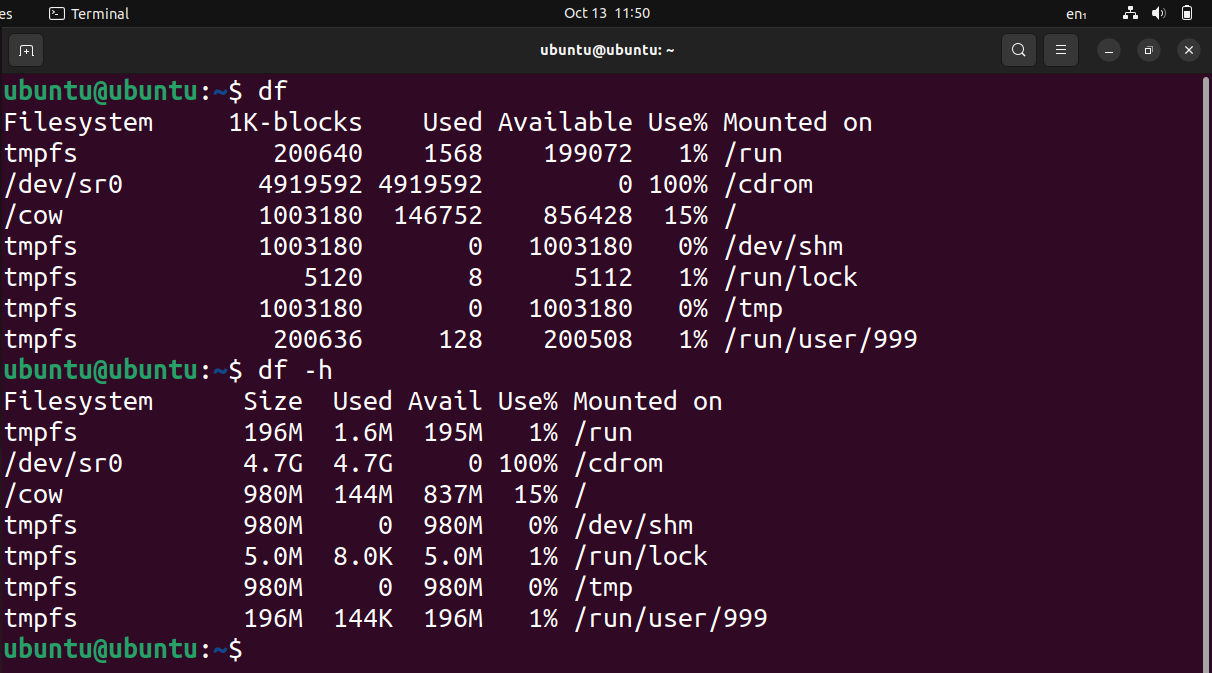 es Terminal Oct 13 11:50 en₁
ubuntu@ubuntu: ~
ubuntu@ubuntu:~$ df
Filesystem     1K-blocks    Used Available Use% Mounted on
tmpfs             200640    1568    199072   1% /run
/dev/sr0         4919592 4919592         0 100% /cdrom
/cow             1003180  146752    856428  15% /
tmpfs            1003180       0   1003180   0% /dev/shm
tmpfs               5120       8      5112   1% /run/lock
tmpfs            1003180       0   1003180   0% /tmp
tmpfs             200636     128    200508   1% /run/user/999
ubuntu@ubuntu:~$ df -h
Filesystem      Size  Used Avail Use% Mounted on
tmpfs           196M  1.6M  195M   1% /run
/dev/sr0        4.7G  4.7G     0 100% /cdrom
/cow            980M  144M  837M  15% /
tmpfs           980M     0  980M   0% /dev/shm
tmpfs           5.0M  8.0K  5.0M   1% /run/lock
tmpfs           980M     0  980M   0% /tmp
tmpfs           196M  144K  196M   1% /run/user/999
ubuntu@ubuntu:~$